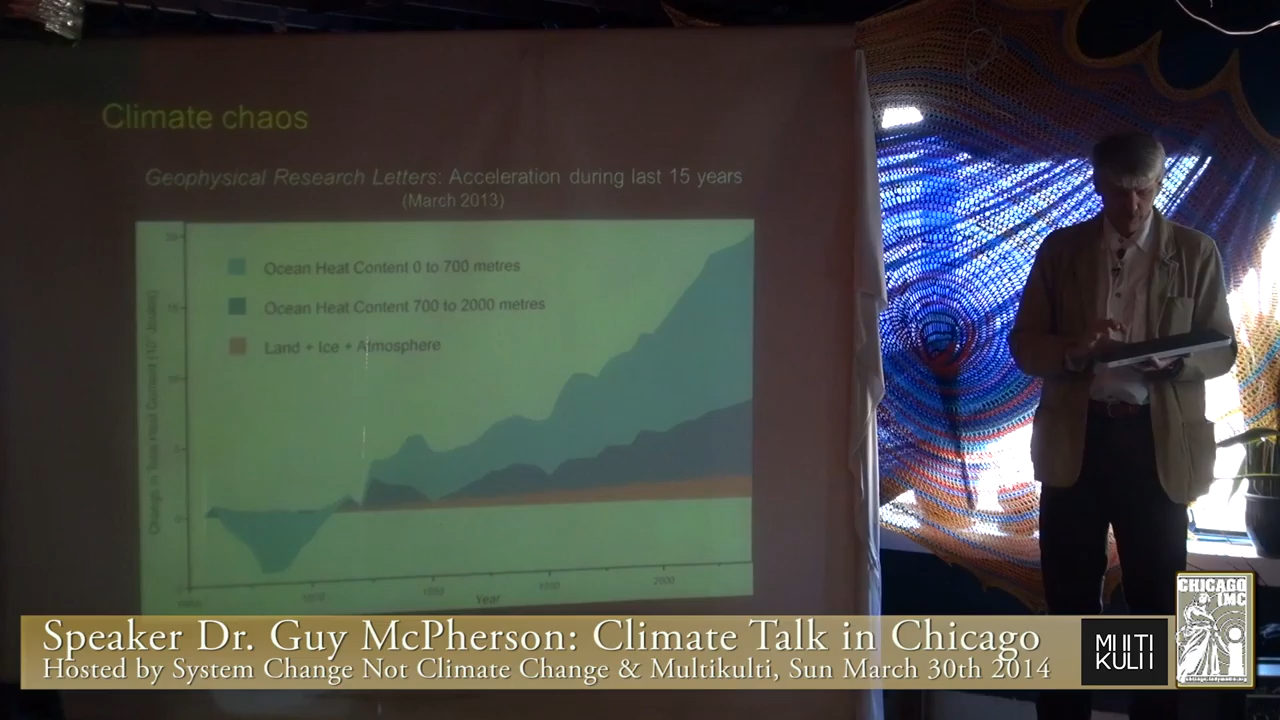 Climate chaos
Geophysical Research Letters: Acceleration during last 15 years
(March 2013)
Ocean Heat Content 0 to 700 metres
Ocean Heat Content 700 to 2000 metres
Land + Ice + Atmosphere
Year
2000
Speaker Dr. Guy McPherson: Climate Talk in Chicago
Hosted by System Change Not Climate Change & Multikulti, Sun March 30th 2014
MULTI
KULTI
CHICAGO
IMC